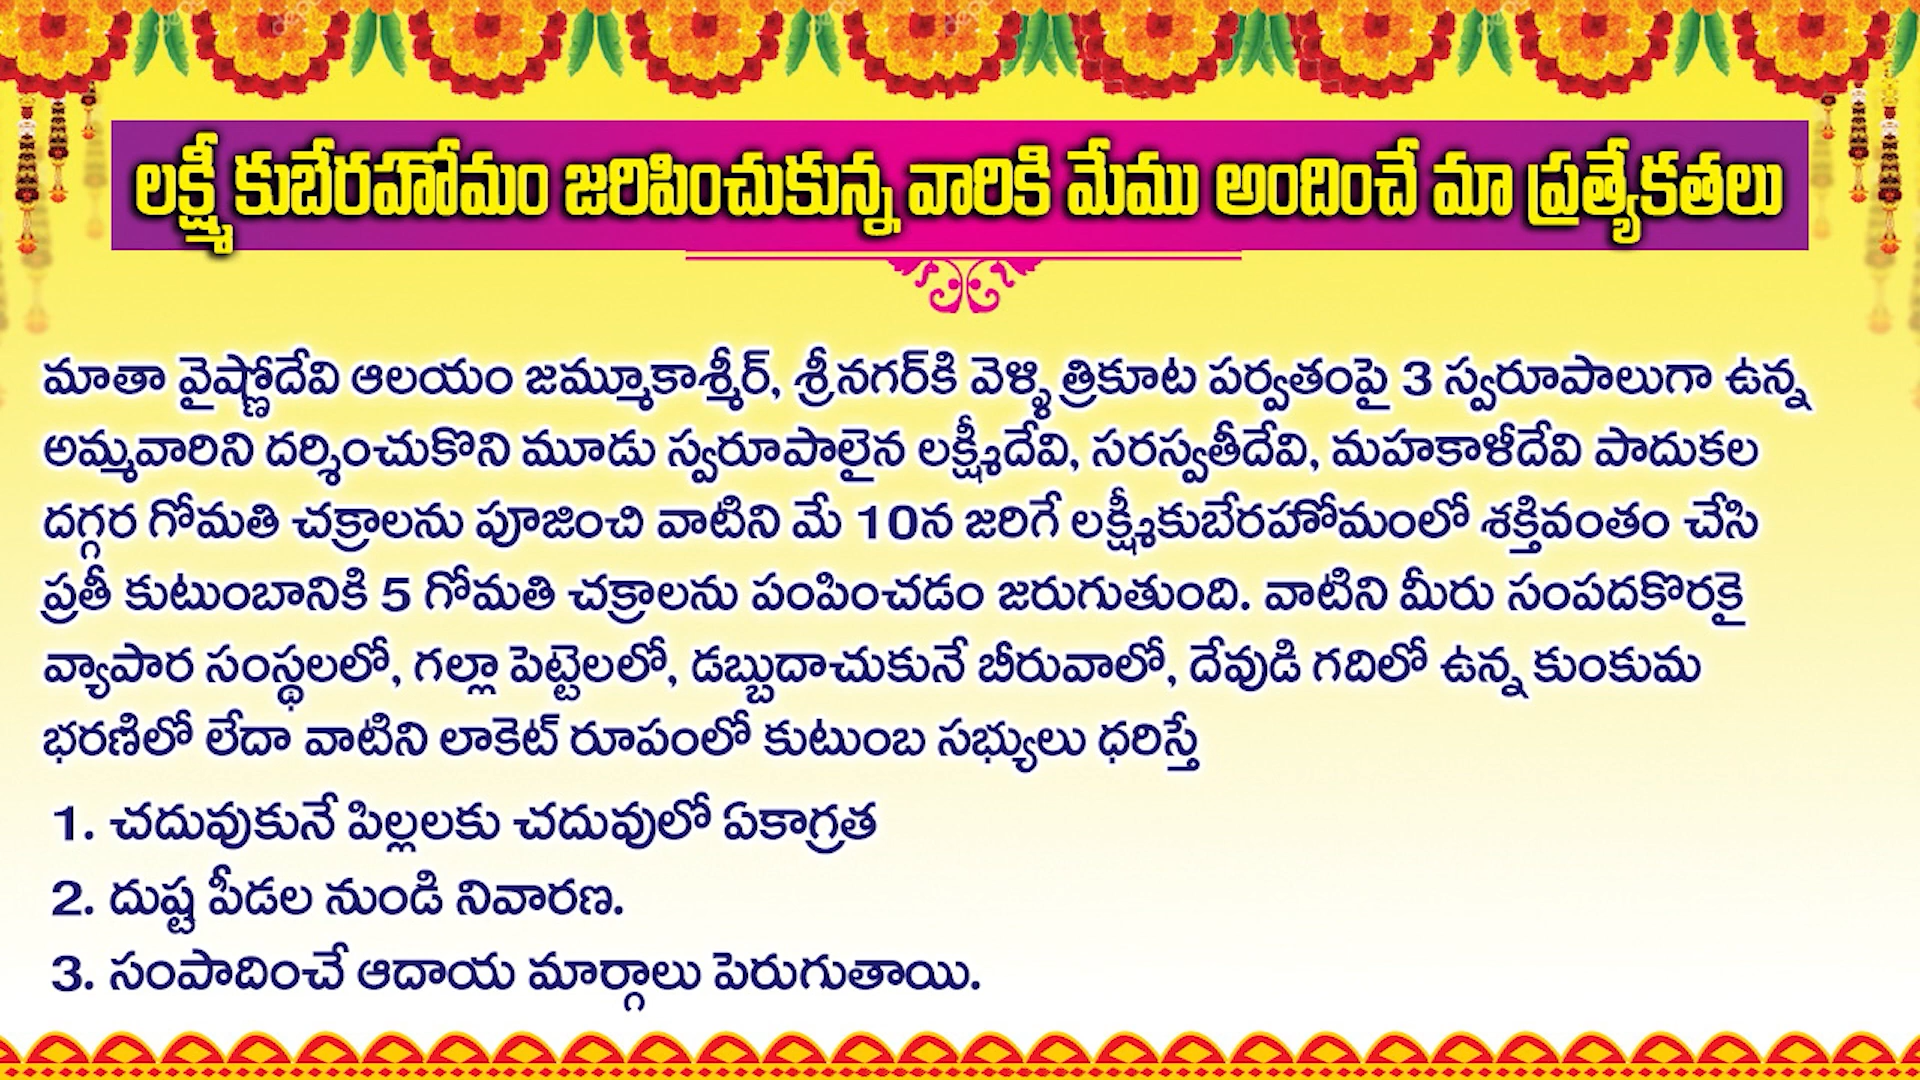 లక్ష్మీ కుబేరహోమం జరిపించుకున్న వారికి మేము అందించే మా ప్రత్యేకతలు
మాతా వైష్ణోదేవి ఆలయం జమ్మూకాశ్మీర్, శ్రీనగర్‌కి వెళ్ళి త్రికూట పర్వతంపై 3 స్వరూపాలుగా ఉన్న
అమ్మవారిని దర్శించుకొని మూడు స్వరూపాలైన లక్ష్మీదేవి, సరస్వతీదేవి, మహకాళీదేవి పాదుకల
దగ్గర గోమతి చక్రాలను పూజించి వాటిని మే 10న జరిగే లక్ష్మీకుబేరహోమంలో శక్తివంతం చేసి
ప్రతీ కుటుంబానికి 5 గోమతి చక్రాలను పంపించడం జరుగుతుంది. వాటిని మీరు సంపదకొరకై
వ్యాపార సంస్థలలో, గల్లా పెట్టెలలో, డబ్బుదాచుకునే బీరువాలో, దేవుడి గదిలో ఉన్న కుంకుమ
భరణిలో లేదా వాటిని లాకెట్ రూపంలో కుటుంబ సభ్యులు ధరిస్తే
1. చదువుకునే పిల్లలకు చదువులో ఏకాగ్రత
2. దుష్ట పీడల నుండి నివారణ.
3. సంపాదించే ఆదాయ మార్గాలు పెరుగుతాయి.